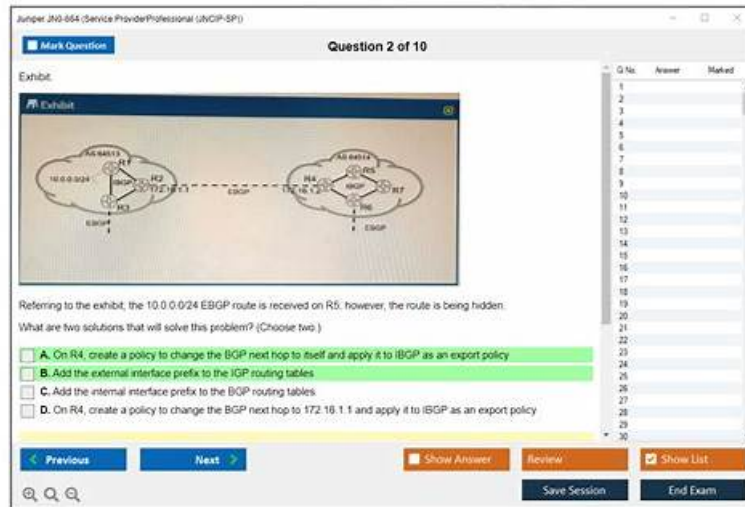 Juniper JN0-664 (Service ProviderProfessional (JNCIP-SP))
Mark Question
Question 2 of 10
Q No. Answer Marked
Exhibit.
Exhibit
AS 64513
R1
10.0.0.0/24
IBGP
R2
172.16.1.1
R3
EBGP
EBGP
AS 64514
R5
R4
172.16.1.2
IBGP
R7
R6
EBGP
Referring to the exhibit, the 10.0.0.0/24 EBGP route is received on R5; however, the route is being hidden.
What are two solutions that will solve this problem? (Choose two.)
A. On R4, create a policy to change the BGP next hop to itself and apply it to IBGP as an export policy
B. Add the external interface prefix to the IGP routing tables
C. Add the internal interface prefix to the BGP routing tables
D. On R4, create a policy to change the BGP next hop to 172.16.1.1 and apply it to IBGP as an export policy
1
2
3
4
5
6
7
8
9
10
11
12
13
14
15
16
17
18
19
20
21
22
23
24
25
26
27
28
29
30
Previous
Next
Show Answer
Review
Show List
Save Session
End Exam